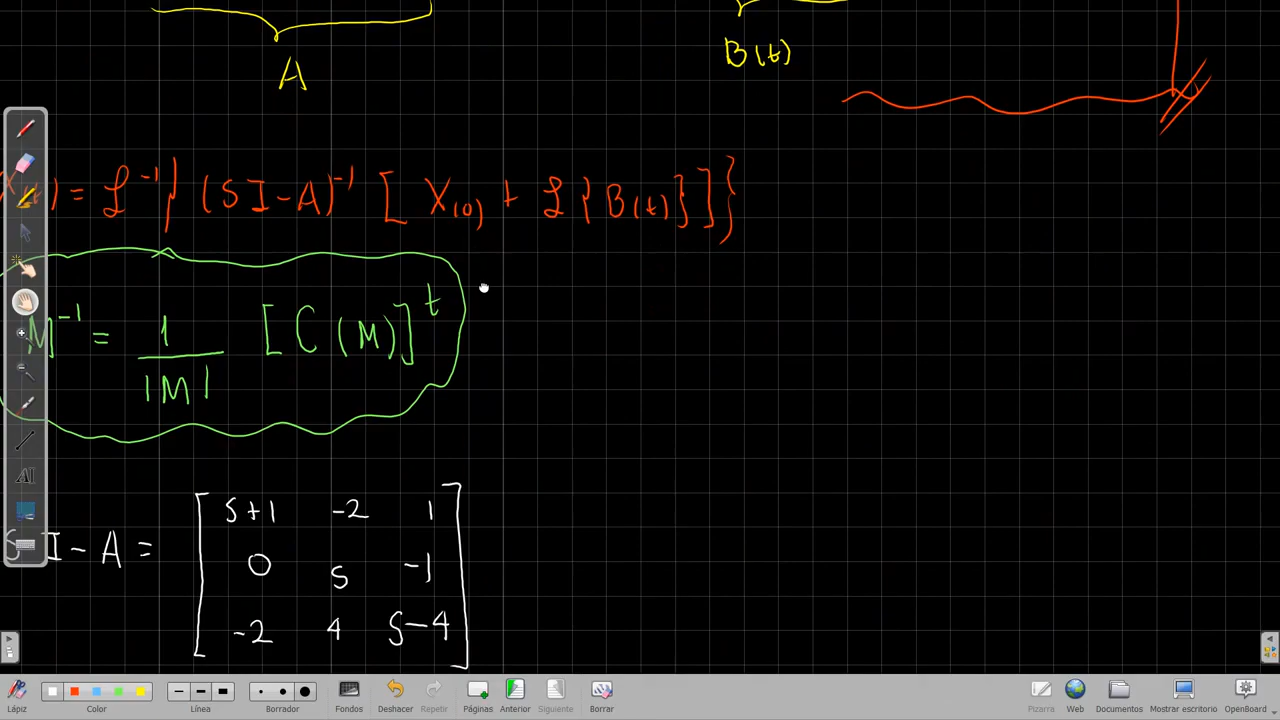 A
B(t)
X(t) = ℒ⁻¹{ (SI-A)⁻¹ [ X(0) + ℒ{B(t)}]}
M⁻¹ = 1/|M| [C(M)]ᵗ
SI-A = [
S+1 -2 1
0 S -1
-2 4 S-4
]
Lápiz Color Línea Borrador Fondos Deshacer Repetir Páginas Anterior Siguiente Borrar Pizarra Web Documentos Mostrar escritorio OpenBoard